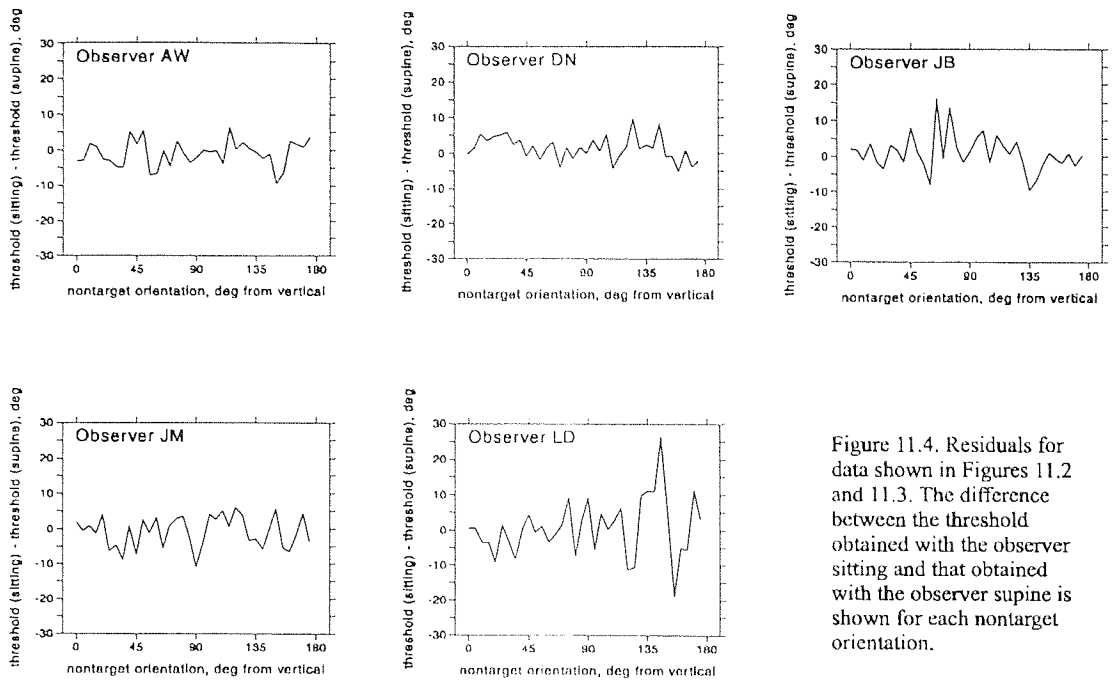 Observer AW
threshold (sitting) - threshold (supine), deg
30
20
10
0
-10
-20
-30
0 45 90 135 180
nontarget orientation, deg from vertical
Observer DN
threshold (sitting) - threshold (supine), deg
30
20
10
0
-10
-20
-30
0 45 90 135 180
nontarget orientation, deg from vertical
Observer JB
threshold (sitting) - threshold (supine), deg
30
20
10
0
-10
-20
-30
0 45 90 135 180
nontarget orientation, deg from vertical
Observer JM
threshold (sitting) - threshold (supine), deg
30
20
10
0
-10
-20
-30
0 45 90 135 180
nontarget orientation, deg from vertical
Observer LD
threshold (sitting) - threshold (supine), deg
30
20
10
0
-10
-20
-30
0 45 90 135 180
nontarget orientation, deg from vertical
Figure 11.4. Residuals for
data shown in Figures 11.2
and 11.3. The difference
between the threshold
obtained with the observer
sitting and that obtained
with the observer supine is
shown for each nontarget
orientation.